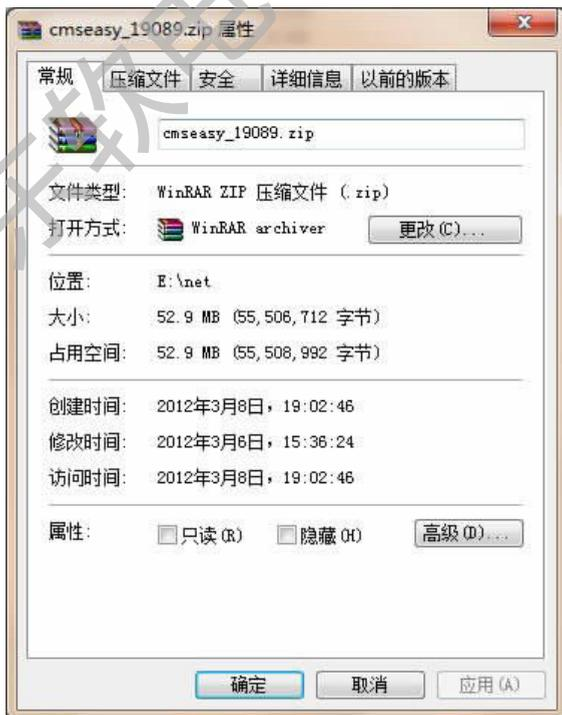 cmseasy_19089.zip 属性
常规 压缩文件 安全 详细信息 以前的版本
cmseasy_19089.zip
文件类型: WinRAR ZIP 压缩文件 (.zip)
打开方式: WinRAR archiver 更改(C)...
位置: E:\net
大小: 52.9 MB (55,506,712 字节)
占用空间: 52.9 MB (55,508,992 字节)
创建时间: 2012年3月8日，19:02:46
修改时间: 2012年3月6日，15:36:24
访问时间: 2012年3月8日，19:02:46
属性: 只读(R) 隐藏(H) 高级(D)...
确定 取消 应用(A)